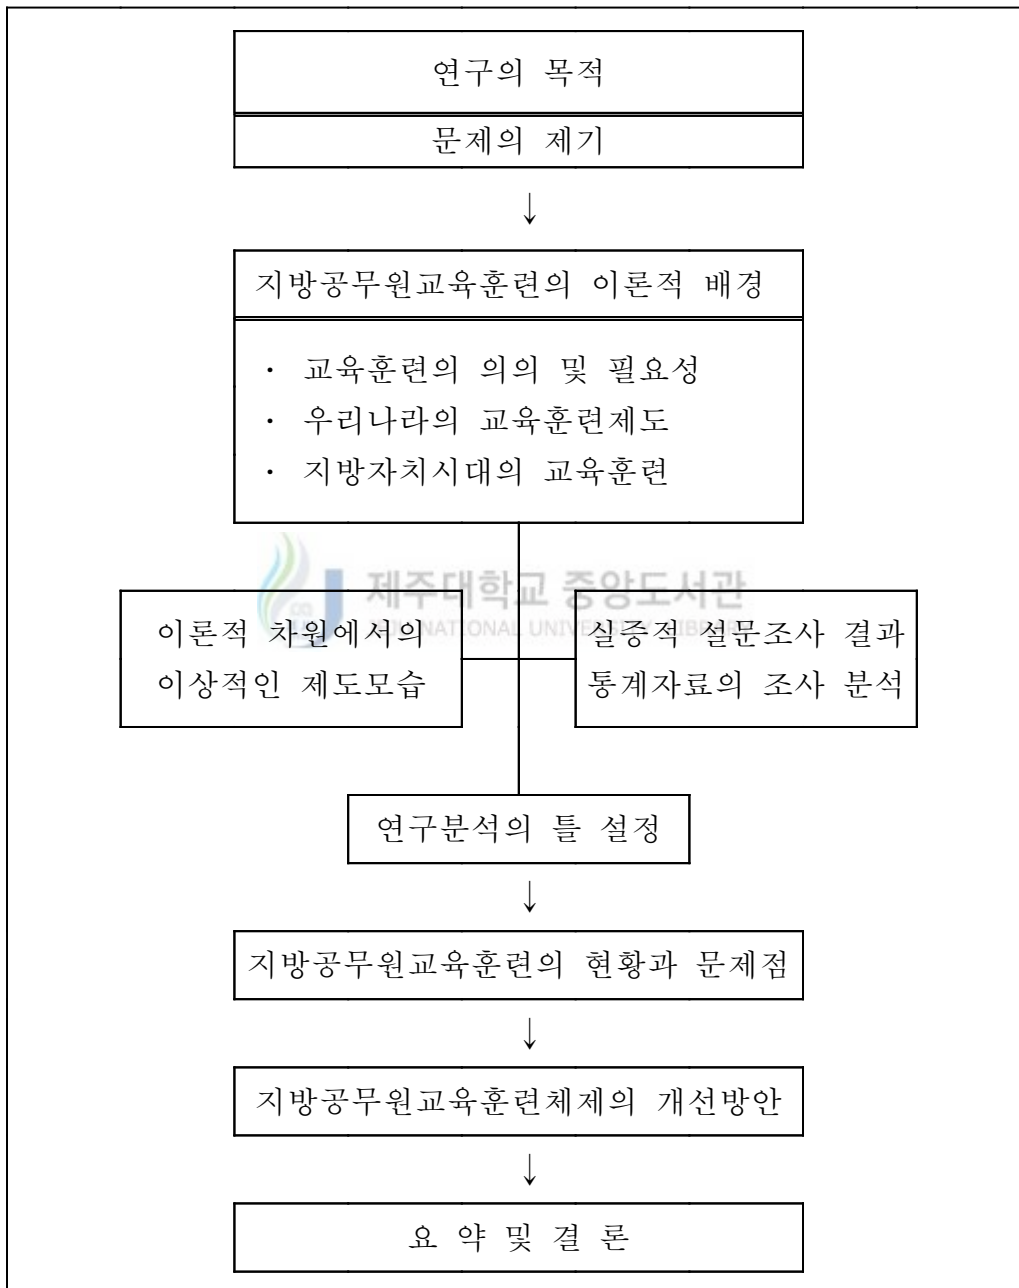 연구의 목적
문제의 제기
↓
지방공무원교육훈련의 이론적 배경
· 교육훈련의 의의 및 필요성
· 우리나라의 교육훈련제도
· 지방자치시대의 교육훈련
제주대학교 중앙도서관
NATIONAL UNIVERSITY LIBRARY
이론적 차원에서의
이상적인 제도모습
실증적 설문조사 결과
통계자료의 조사 분석
연구분석의 틀 설정
↓
지방공무원교육훈련의 현황과 문제점
↓
지방공무원교육훈련체제의 개선방안
↓
요 약 및 결 론